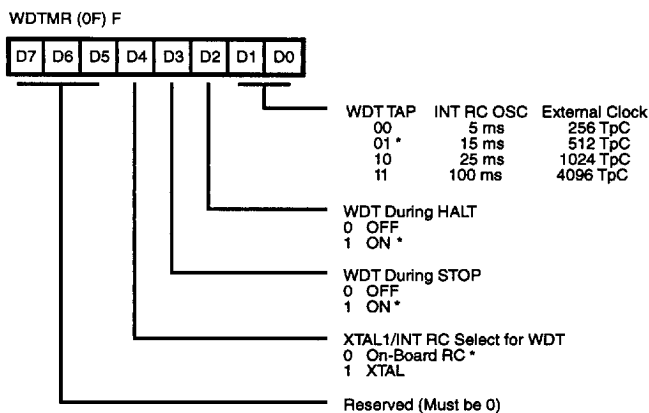 WDTMR (0F) F
D7 D6 D5 D4 D3 D2 D1 D0
WDT TAP INT RC OSC External Clock
00 5 ms 256 TpC
01 * 15 ms 512 TpC
10 25 ms 1024 TpC
11 100 ms 4096 TpC
WDT During HALT
0 OFF
1 ON *
WDT During STOP
0 OFF
1 ON *
XTAL1/INT RC Select for WDT
0 On-Board RC *
1 XTAL
Reserved (Must be 0)